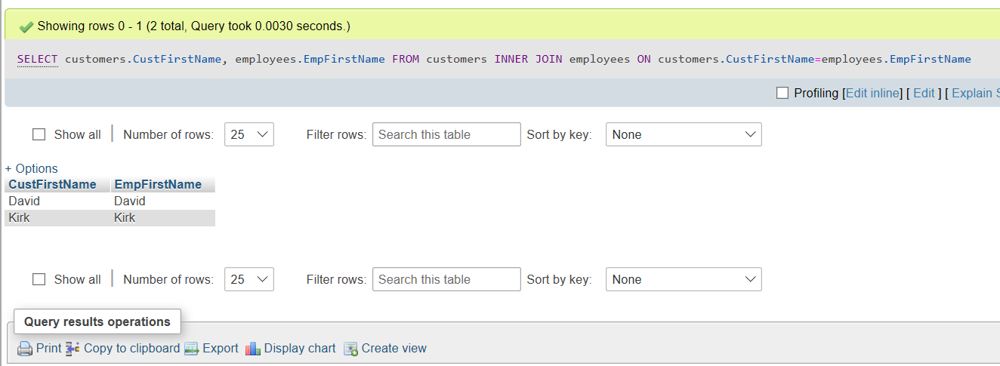 Showing rows 0 - 1 (2 total, Query took 0.0030 seconds.)
SELECT customers.CustFirstName, employees.EmpFirstName FROM customers INNER JOIN employees ON customers.CustFirstName=employees.EmpFirstName
Profiling [Edit inline] [ Edit ] [ Explain S
Show all Number of rows: 25 Filter rows: Search this table Sort by key: None
+ Options
CustFirstName EmpFirstName
David David
Kirk Kirk
Show all Number of rows: 25 Filter rows: Search this table Sort by key: None
Query results operations
Print Copy to clipboard Export Display chart Create view